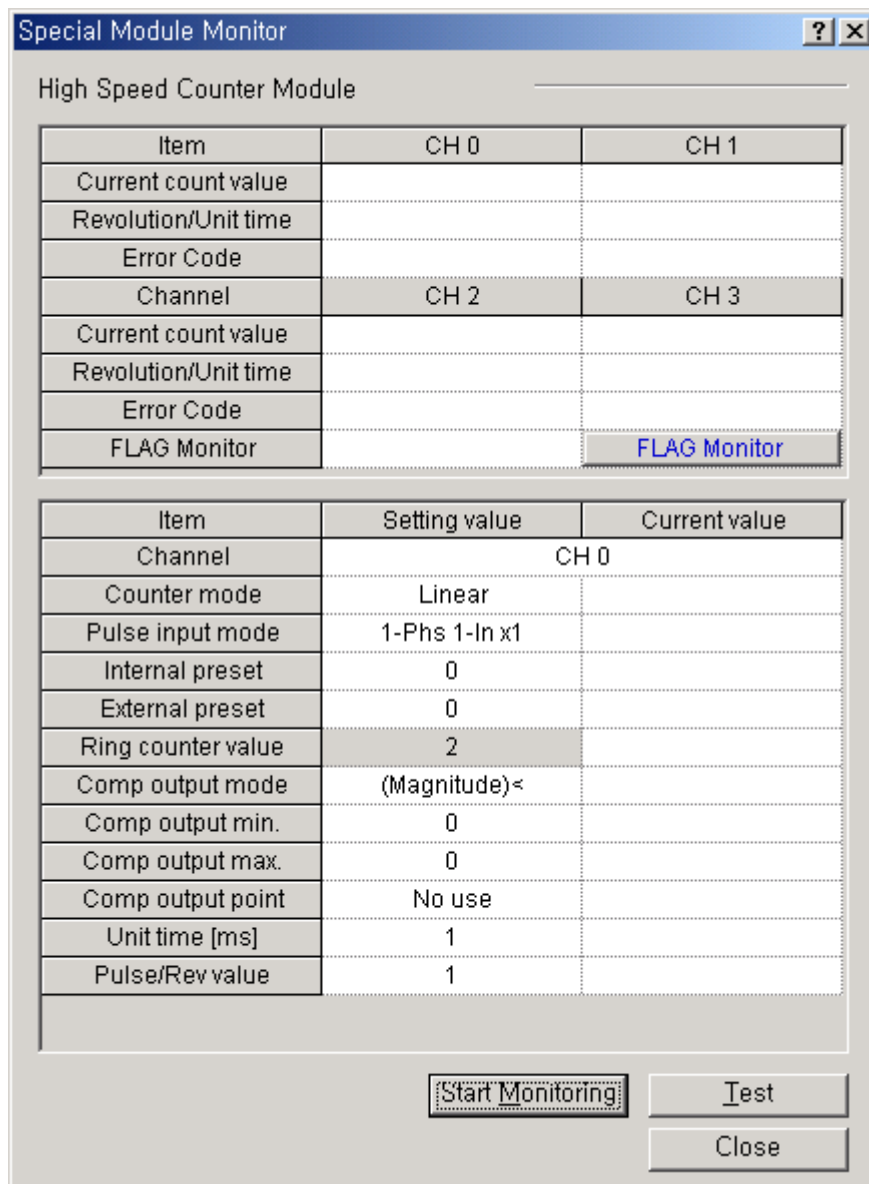 Special Module Monitor
High Speed Counter Module
Item CH 0 CH 1
Current count value
Revolution/Unit time
Error Code
Channel CH 2 CH 3
Current count value
Revolution/Unit time
Error Code
FLAG Monitor FLAG Monitor
Item Setting value Current value
Channel CH 0
Counter mode Linear
Pulse input mode 1-Phs 1-In x1
Internal preset 0
External preset 0
Ring counter value 2
Comp output mode (Magnitude)<
Comp output min. 0
Comp output max. 0
Comp output point No use
Unit time [ms] 1
Pulse/Rev value 1
Start Monitoring Test
Close